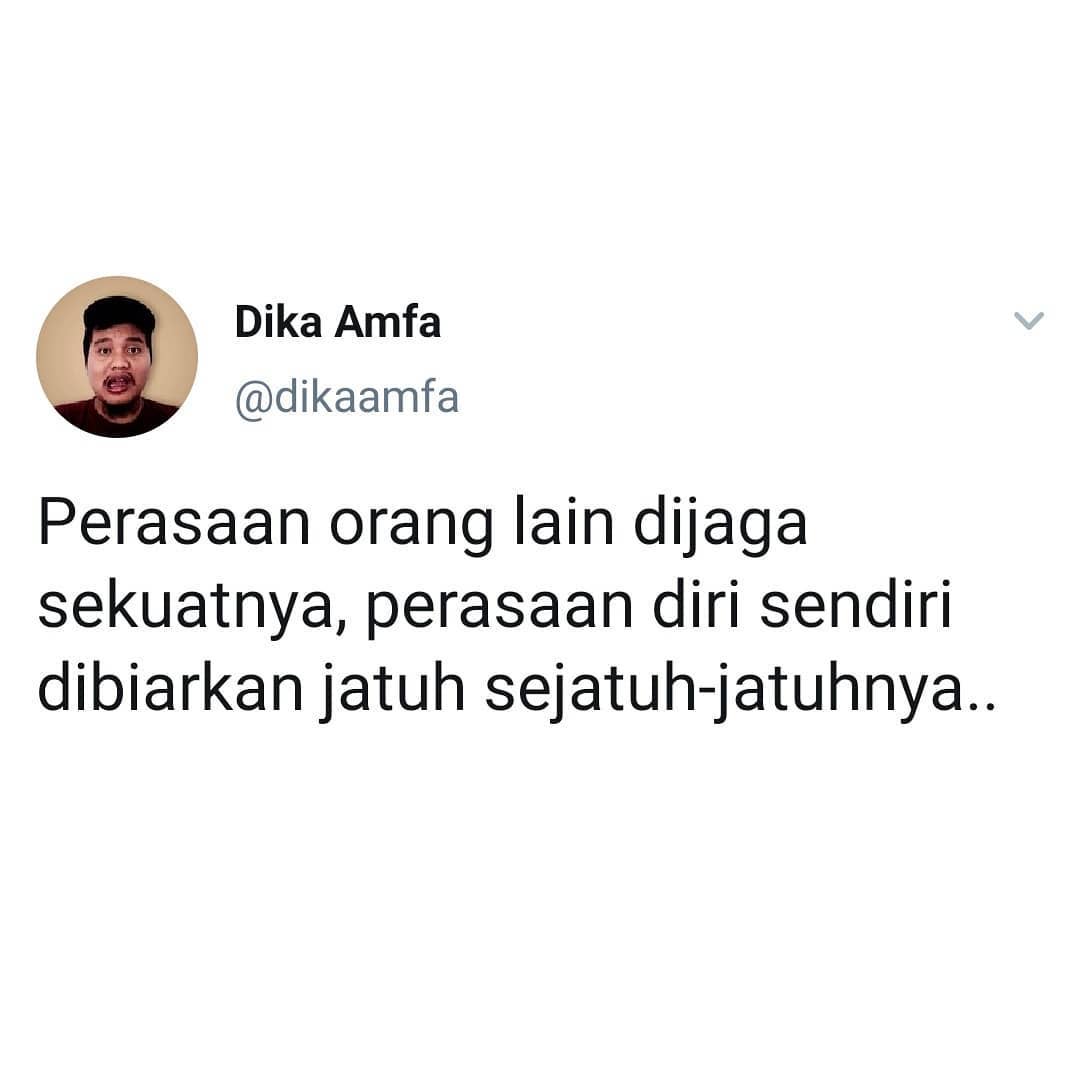 Dika Amfa
@dikaamfa
Perasaan orang lain dijaga
sekuatnya, perasaan diri sendiri
dibiarkan jatuh sejatuh-jatuhnya..